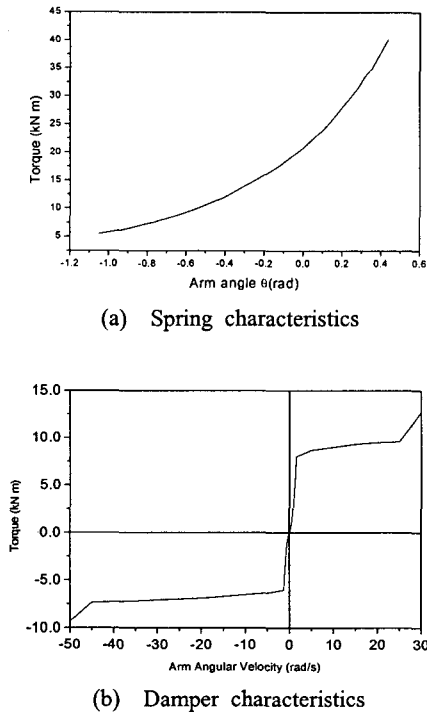 45
40
35
30
25
20
15
10
5
Torque (kN m)
-1.2 -1.0 -0.8 -0.6 -0.4 -0.2 0.0 0.2 0.4 0.6
Arm angle θ(rad)
(a) Spring characteristics
15.0
10.0
5.0
0.0
-5.0
-10.0
Torque (kN m)
-50 -40 -30 -20 -10 0 10 20 30
Arm Angular Velocity (rad/s)
(b) Damper characteristics